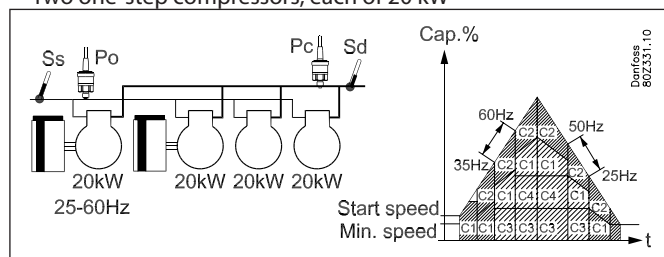 Two one-step compressors, each of 20 kW
Ss
Po
Pc
Sd
20kW 20kW 20kW 20kW
25-60Hz
Cap.%
60Hz
50Hz
35Hz
25Hz
C2 C2
C2 C1 C1 C2
C2 C1 C4 C4 C1 C2
C1 C1 C3 C3 C3 C1
Start speed
Min. speed
t
Danfoss
80Z331.10